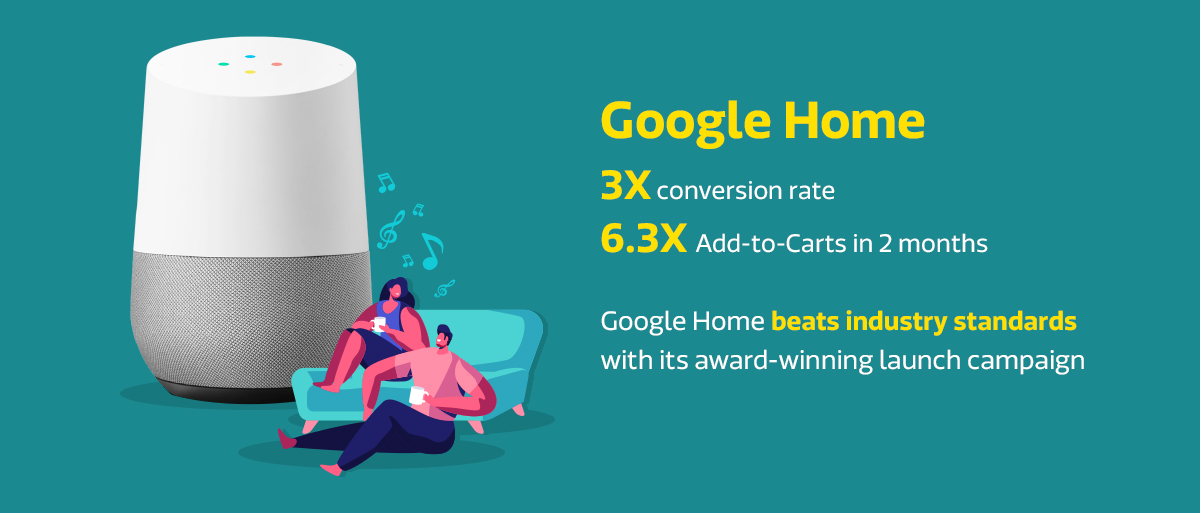 Google Home
3X conversion rate
6.3X Add-to-Carts in 2 months
Google Home beats industry standards
with its award-winning launch campaign